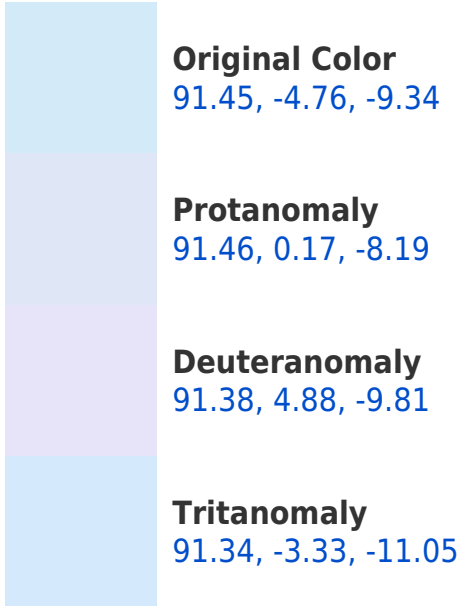 Original Color
91.45, -4.76, -9.34
Protanomaly
91.46, 0.17, -8.19
Deuteranomaly
91.38, 4.88, -9.81
Tritanomaly
91.34, -3.33, -11.05